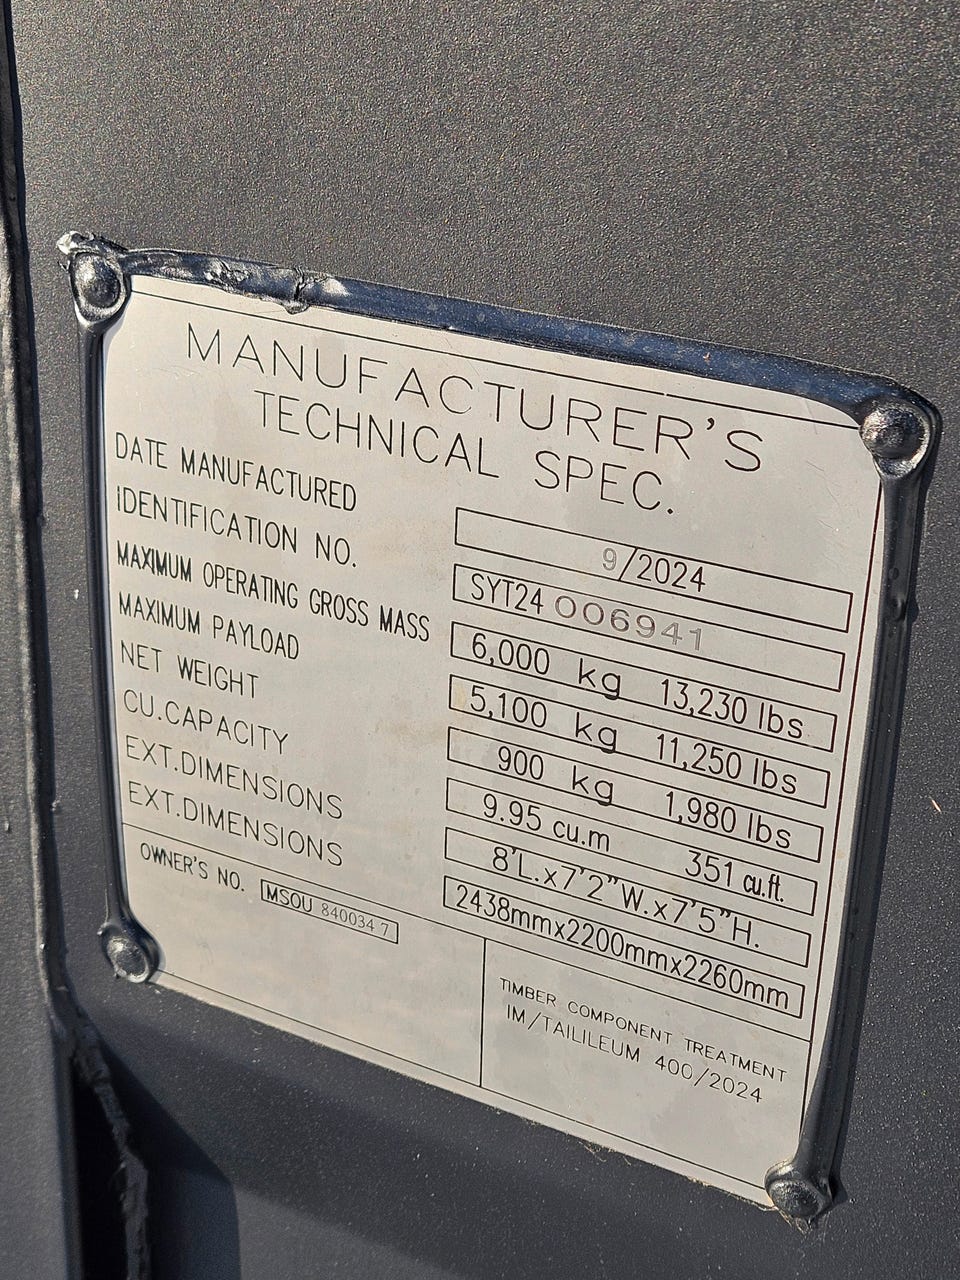 MANUFACTURER'S
TECHNICAL SPEC.
DATE MANUFACTURED 9/2024
IDENTIFICATION NO. SYT24 006941
MAXIMUM OPERATING GROSS MASS 6,000 kg 13,230 lbs
MAXIMUM PAYLOAD 5,100 kg 11,250 lbs
NET WEIGHT 900 kg 1,980 lbs
CU.CAPACITY 9.95 cu.m 351 cu.ft.
EXT.DIMENSIONS 8'L.x7'2"W.x7'5"H.
EXT.DIMENSIONS 2438mmx2200mmx2260mm
OWNER'S NO. MSOU 840034 7
TIMBER COMPONENT TREATMENT
IM/TAILILEUM 400/2024